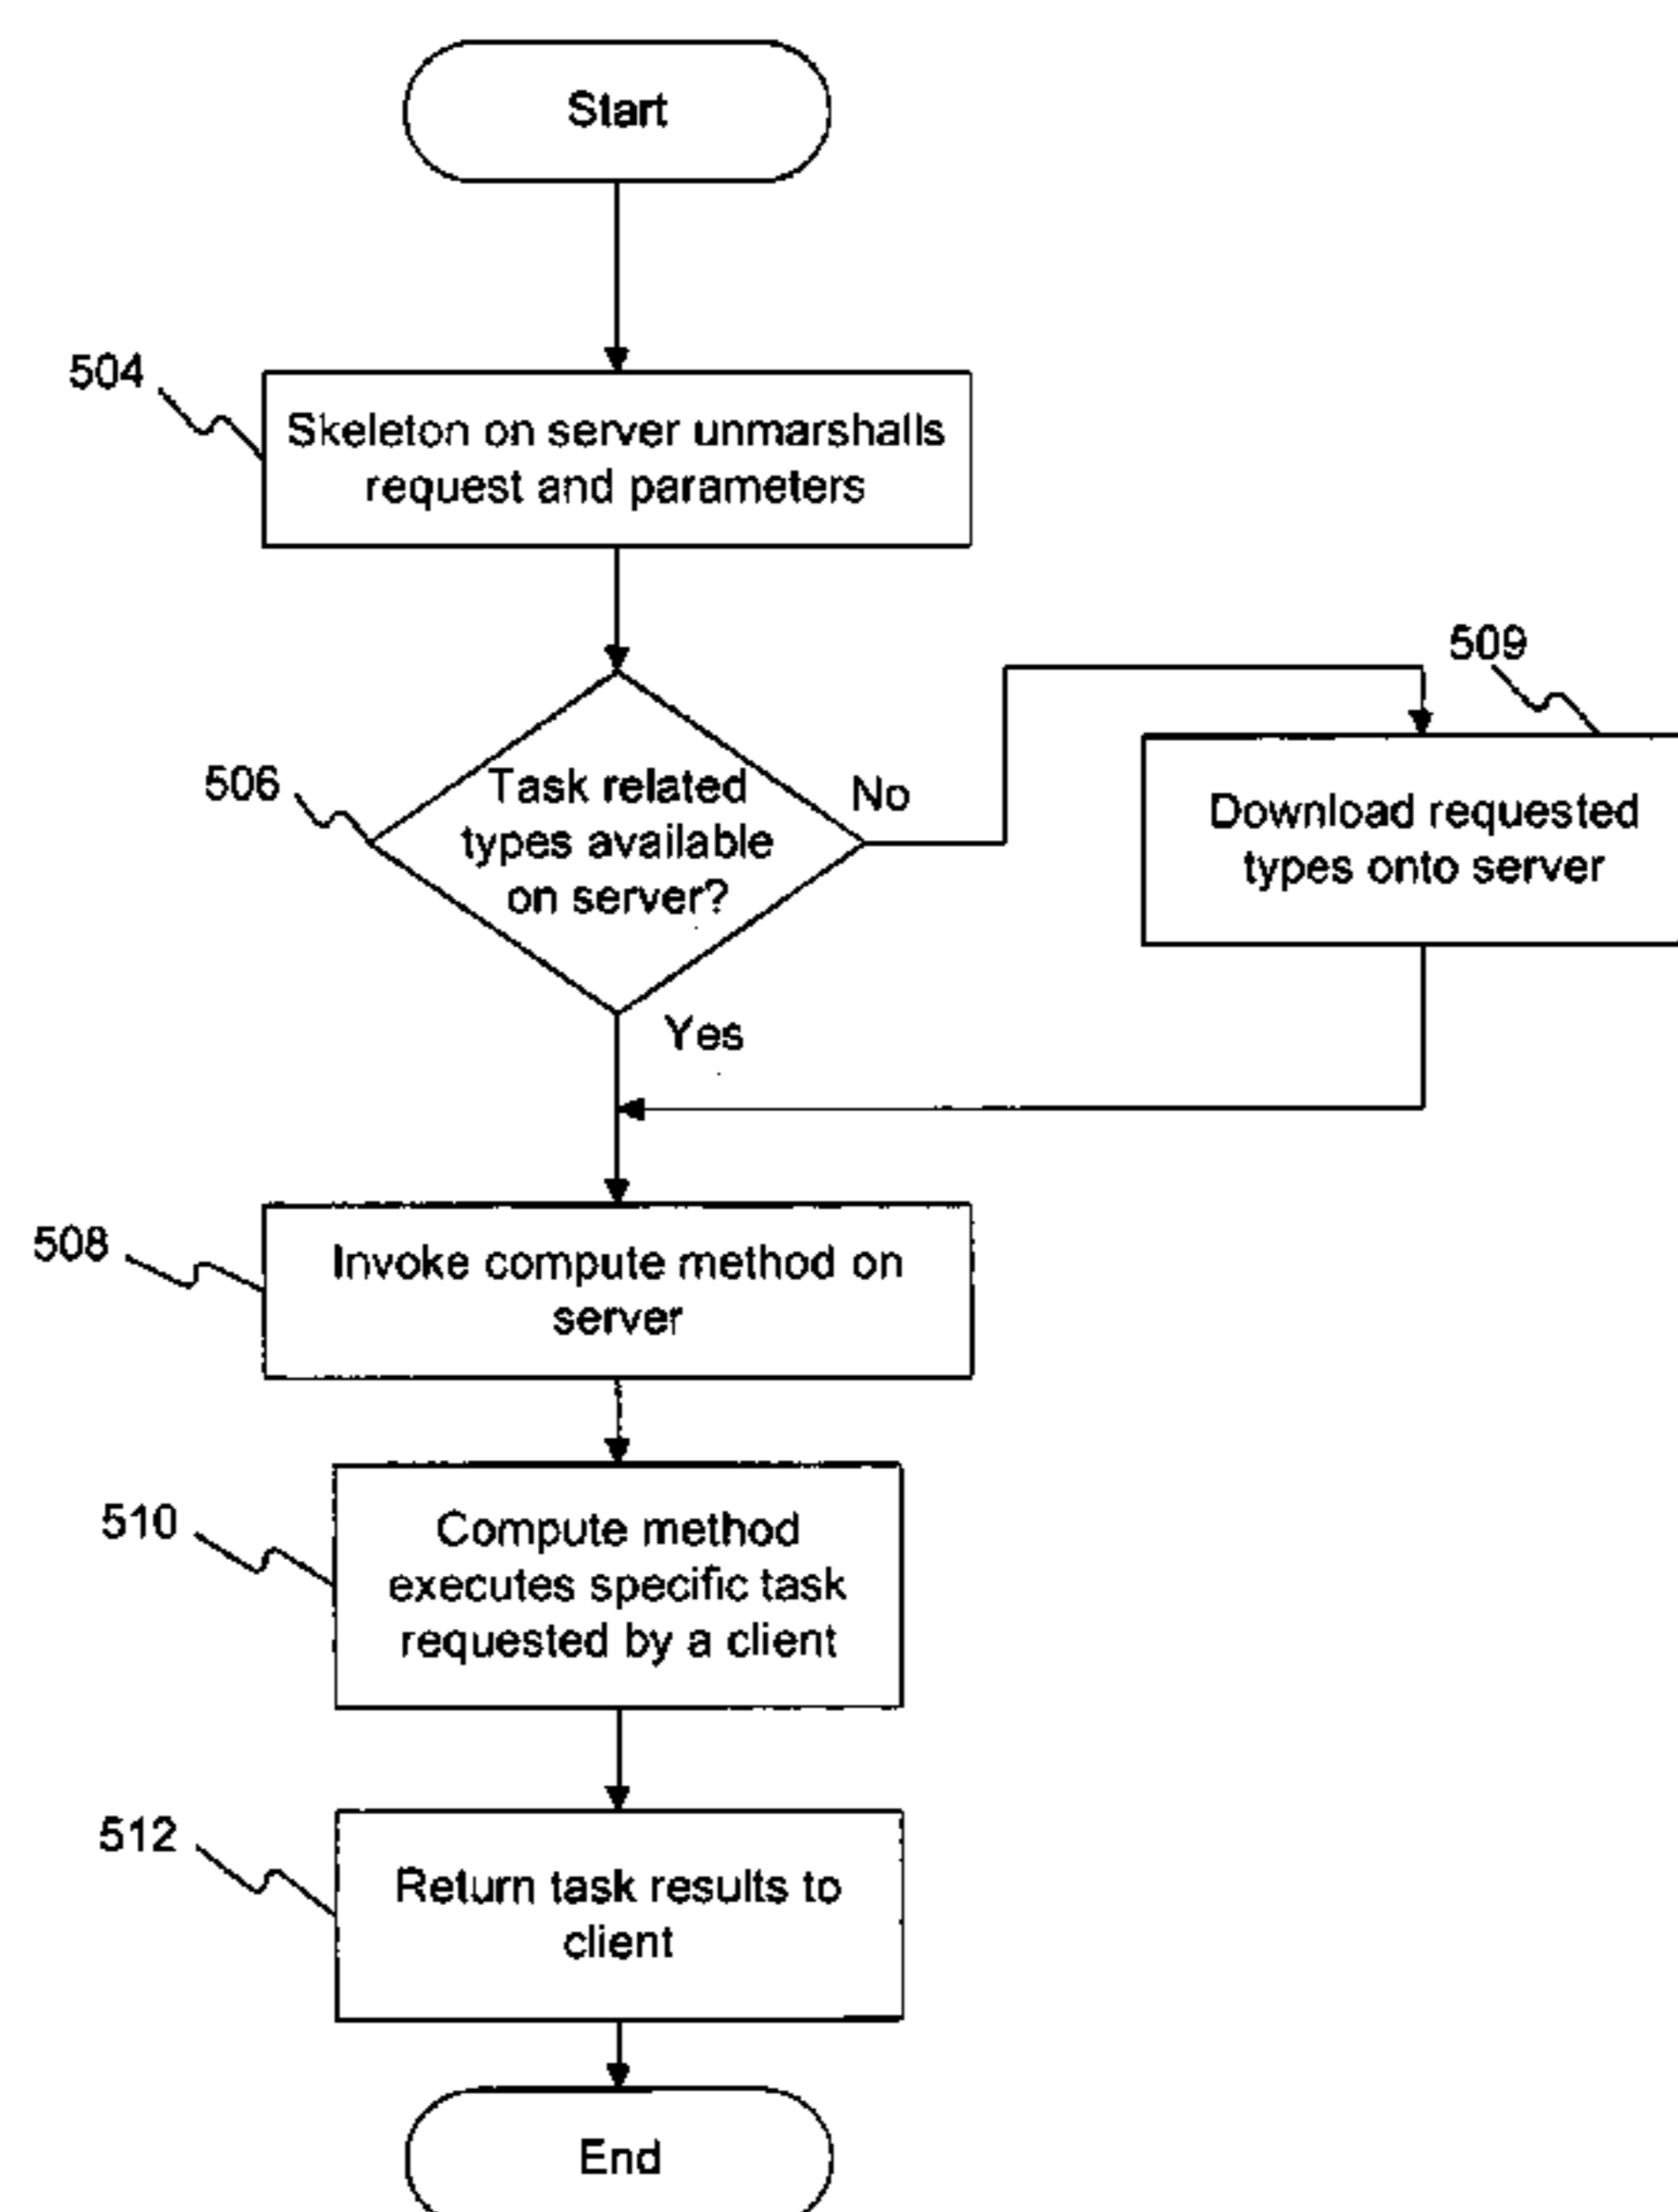 Start
504
Skeleton on server unmarshalls
request and parameters
506
Task related
types available
on server?
No
509
Download requested
types onto server
Yes
508
Invoke compute method on
server
510
Compute method
executes specific task
requested by a client
512
Return task results to
client
End